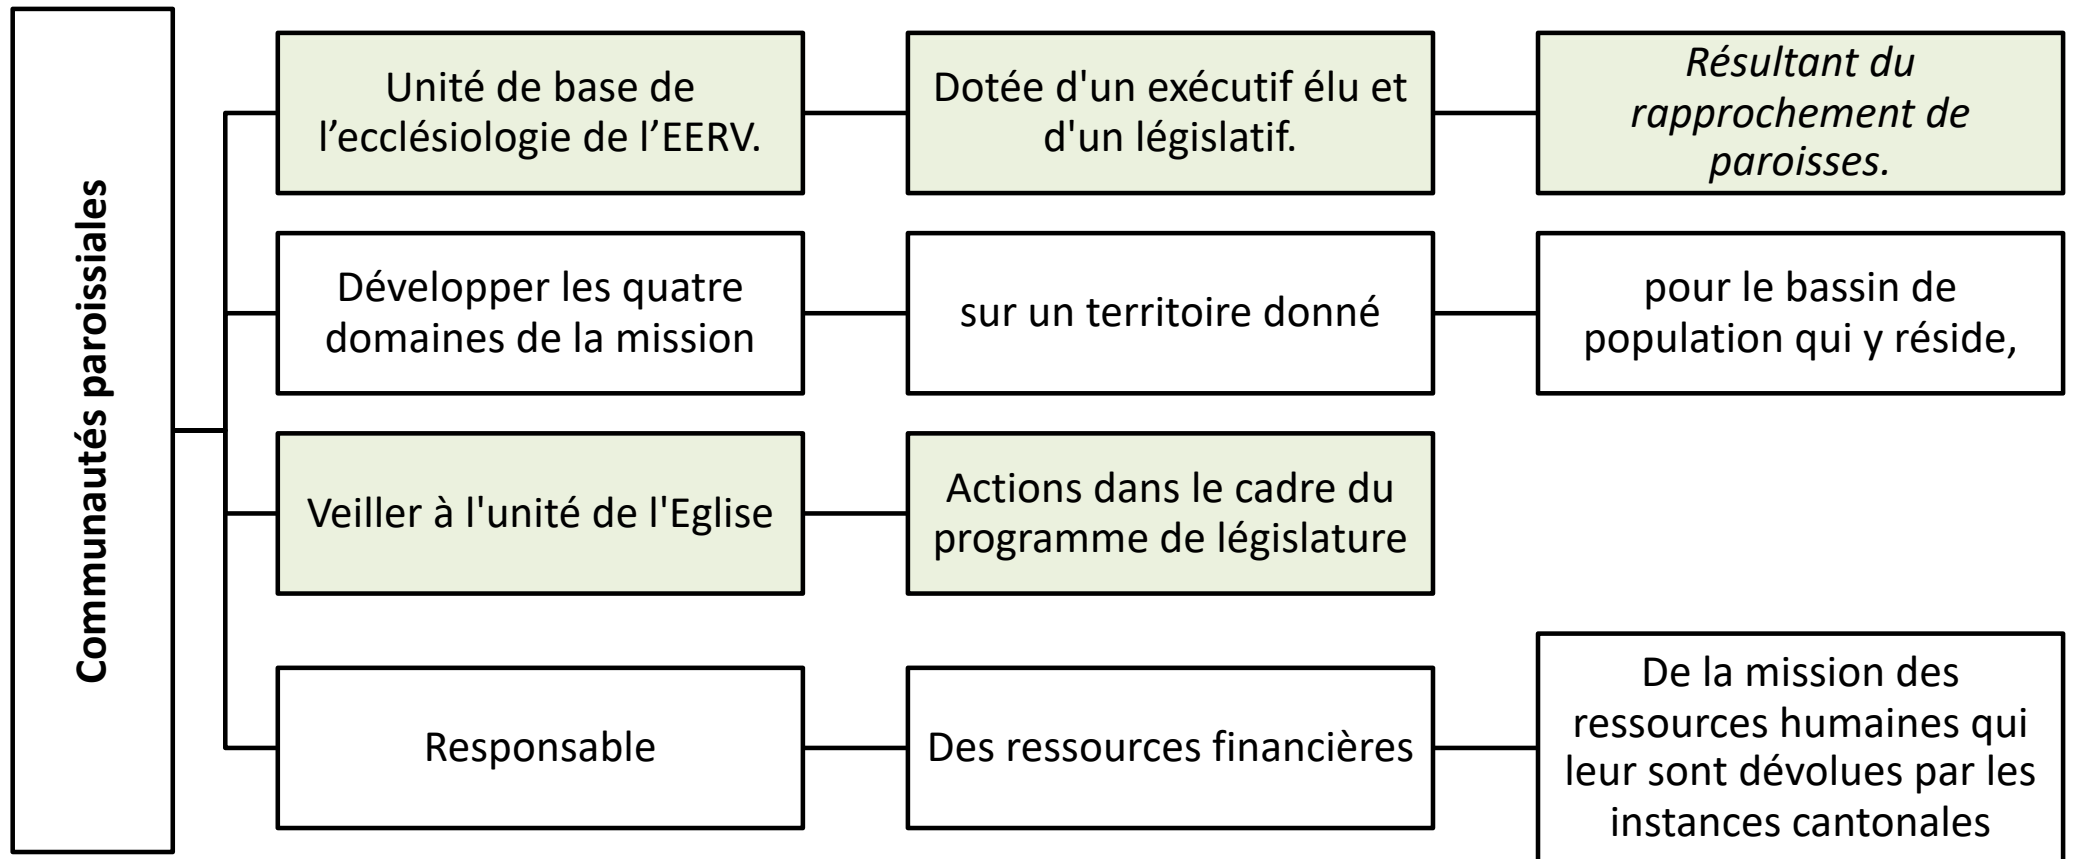 Communautés paroissiales
Unité de base de
l’ecclésiologie de l’EERV.
Dotée d'un exécutif élu et
d'un législatif.
Résultant du
rapprochement de
paroisses.
Développer les quatre
domaines de la mission
sur un territoire donné
pour le bassin de
population qui y réside,
Veiller à l'unité de l'Eglise
Actions dans le cadre du
programme de législature
Responsable
Des ressources financières
De la mission des
ressources humaines qui
leur sont dévolues par les
instances cantonales